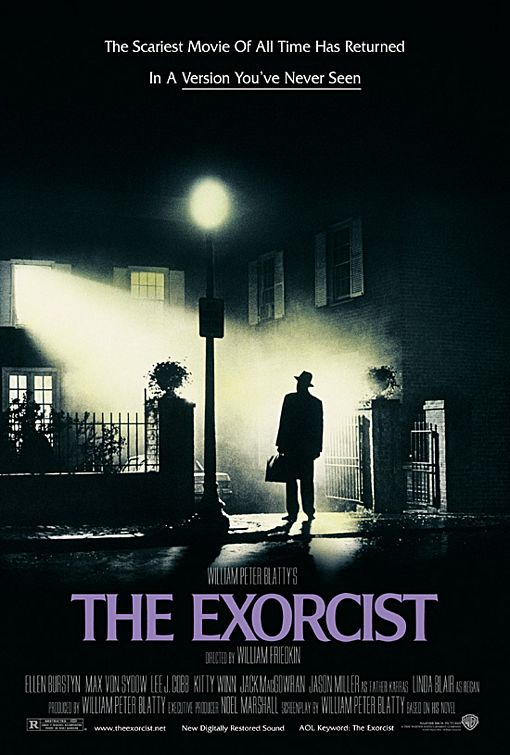 The Scariest Movie Of All Time Has Returned
In A Version You've Never Seen
WILLIAM PETER BLATTY'S
THE EXORCIST
DIRECTED BY WILLIAM FRIEDKIN
ELLEN BURSTYN MAX VON SYDOW LEE J. COBB KITTY WINN JACK MACGOWRAN JASON MILLER AS FATHER KARRAS LINDA BLAIR AS REGAN
PRODUCED BY WILLIAM PETER BLATTY EXECUTIVE PRODUCER NOEL MARSHALL SCREENPLAY BY WILLIAM PETER BLATTY BASED ON HIS NOVEL
R RESTRICTED www.theexorcist.net New Digitally Restored Sound AOL Keyword: The Exorcist